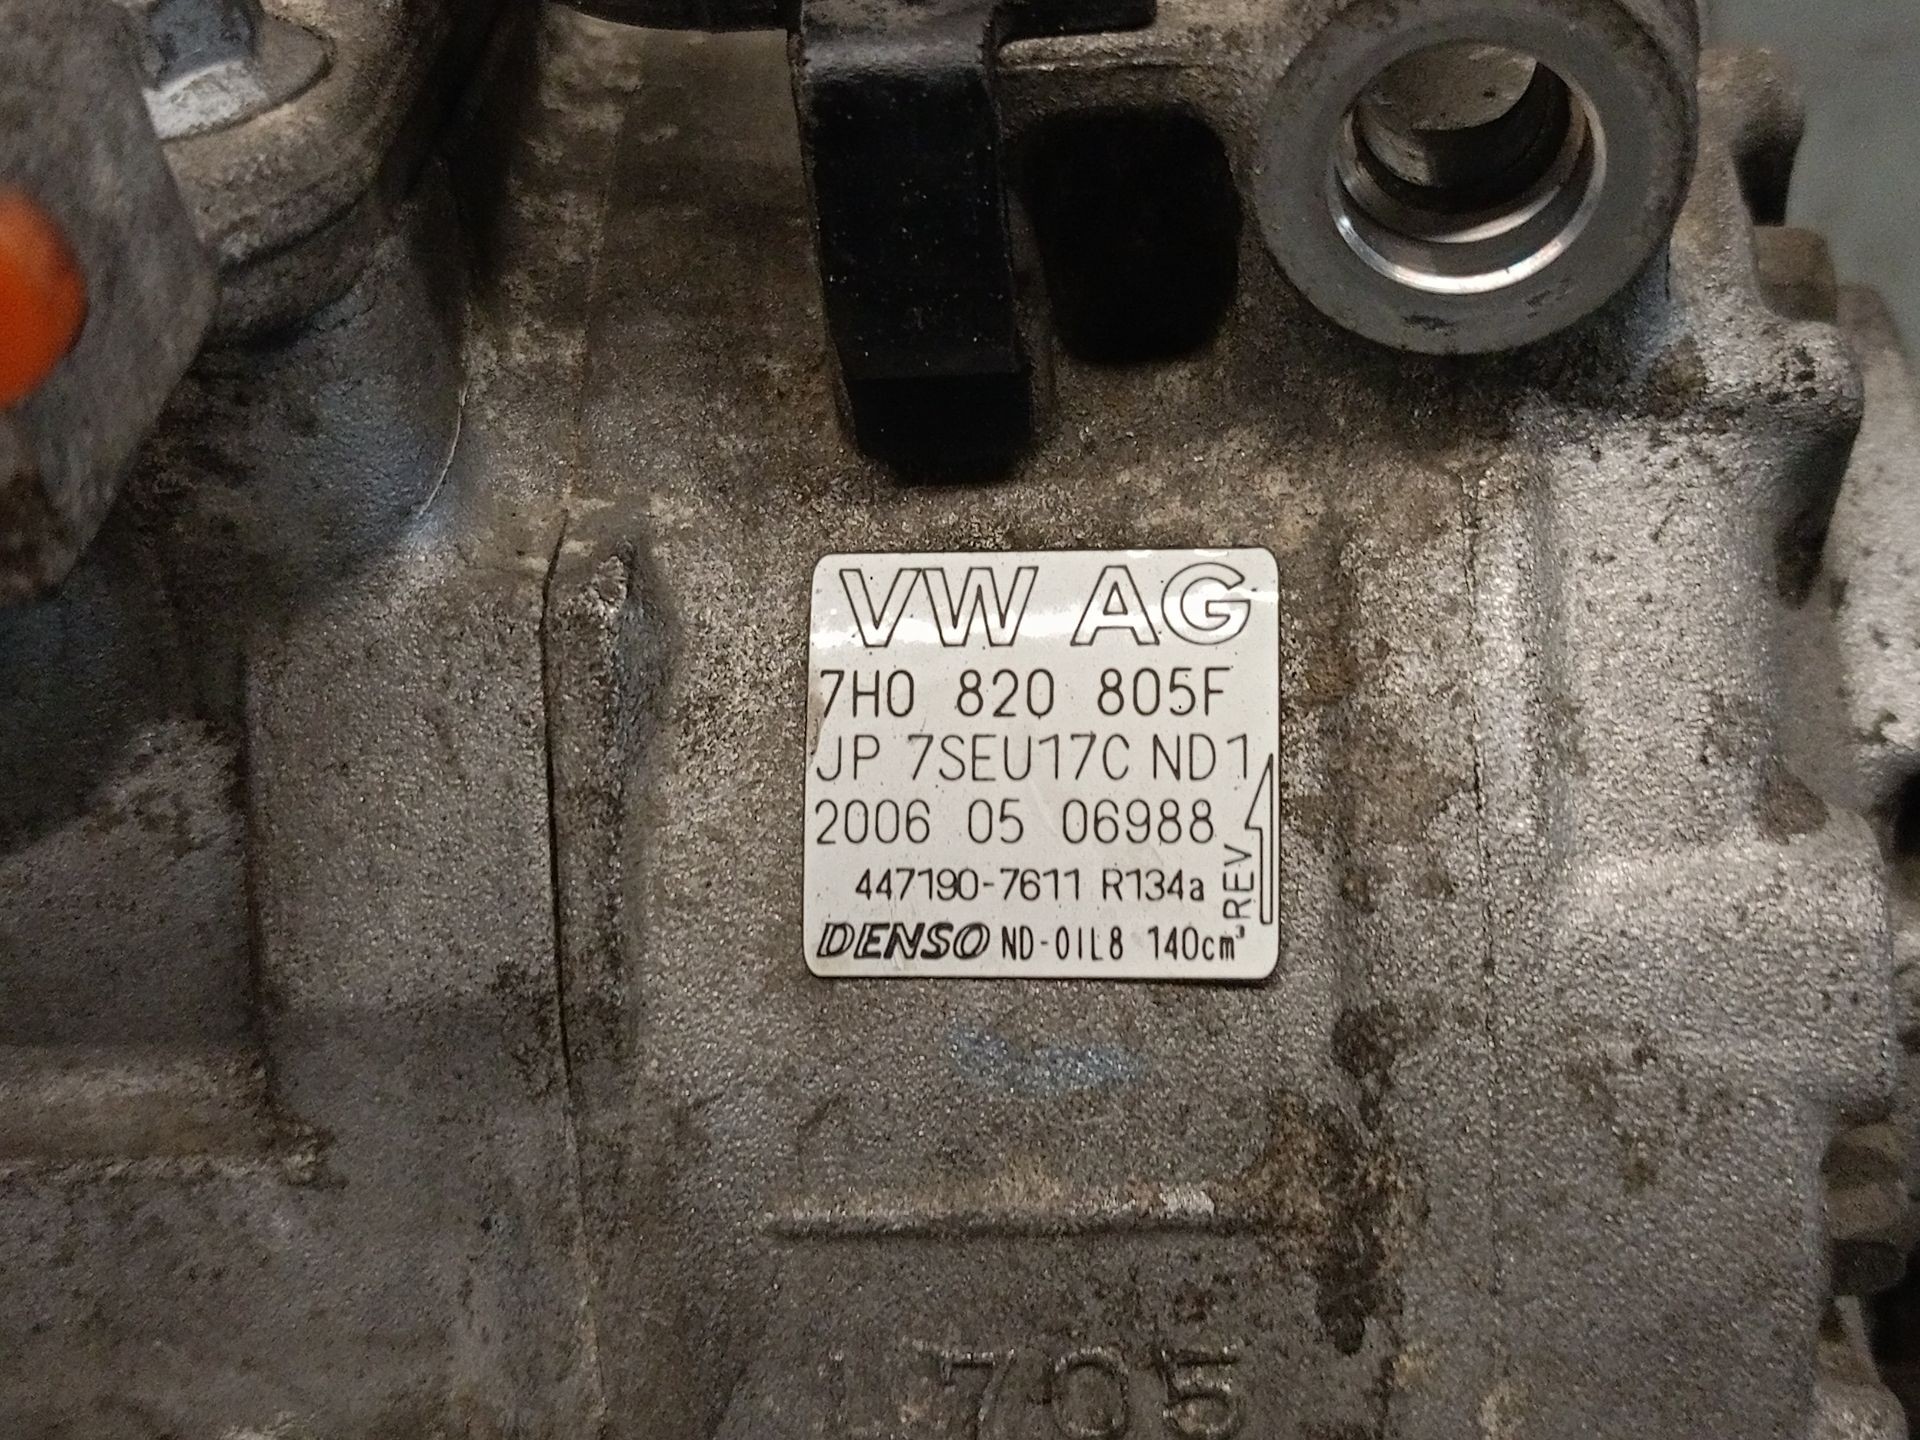 VW AG
7H0 820 805F
JP 7SEU17C ND1
2006 05 06988
447190-7611 R134a
REV
DENSO ND-OIL8 140cm³
705